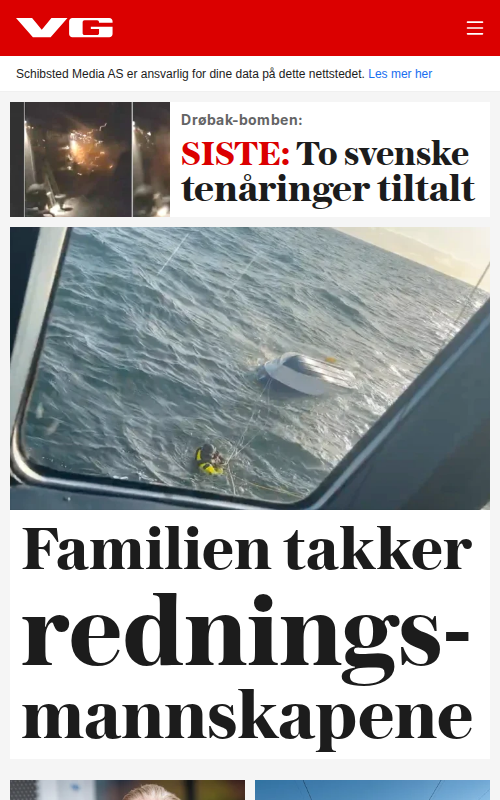 VG
Schibsted Media AS er ansvarlig for dine data på dette nettstedet. Les mer her
Drøbak-bomben:
SISTE: To svenske
tenåringer tiltalt
Familien takker
rednings-
mannskapene